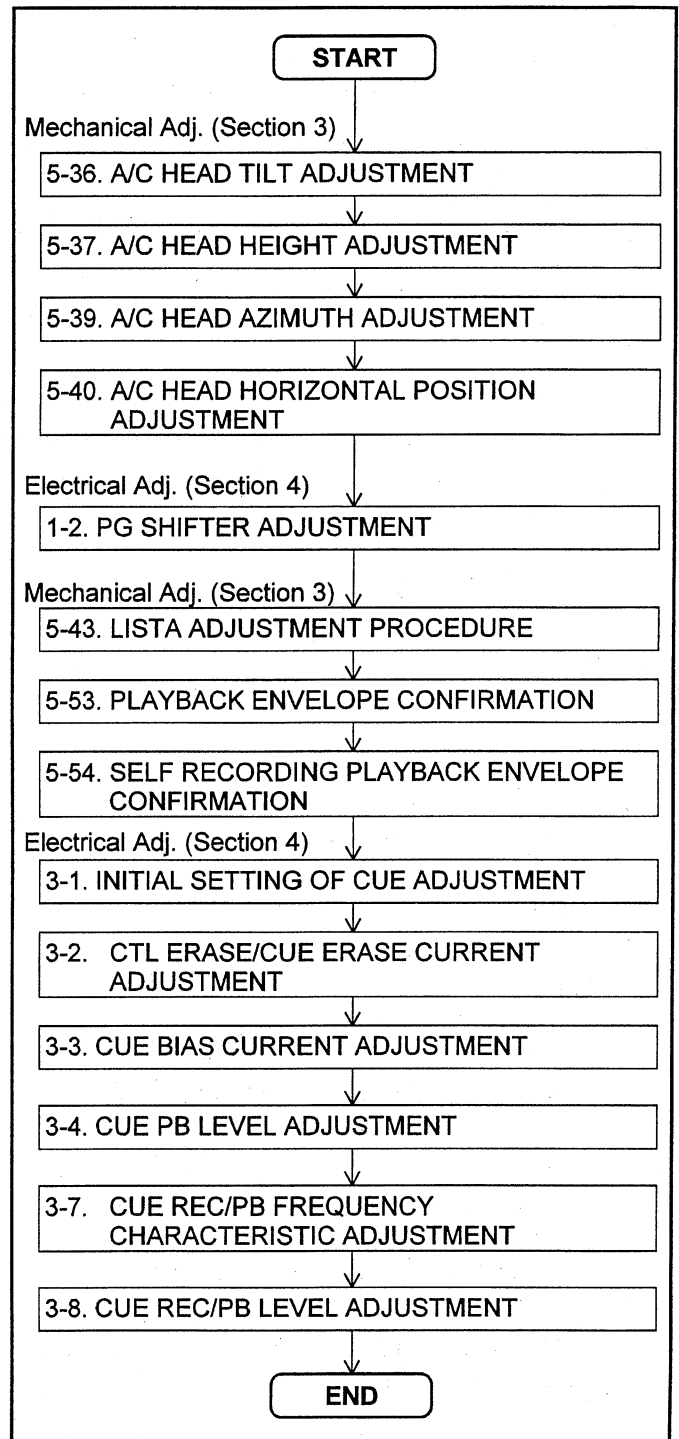 START
Mechanical Adj. (Section 3)
5-36. A/C HEAD TILT ADJUSTMENT
5-37. A/C HEAD HEIGHT ADJUSTMENT
5-39. A/C HEAD AZIMUTH ADJUSTMENT
5-40. A/C HEAD HORIZONTAL POSITION
ADJUSTMENT
Electrical Adj. (Section 4)
1-2. PG SHIFTER ADJUSTMENT
Mechanical Adj. (Section 3)
5-43. LISTA ADJUSTMENT PROCEDURE
5-53. PLAYBACK ENVELOPE CONFIRMATION
5-54. SELF RECORDING PLAYBACK ENVELOPE
CONFIRMATION
Electrical Adj. (Section 4)
3-1. INITIAL SETTING OF CUE ADJUSTMENT
3-2. CTL ERASE/CUE ERASE CURRENT
ADJUSTMENT
3-3. CUE BIAS CURRENT ADJUSTMENT
3-4. CUE PB LEVEL ADJUSTMENT
3-7. CUE REC/PB FREQUENCY
CHARACTERISTIC ADJUSTMENT
3-8. CUE REC/PB LEVEL ADJUSTMENT
END